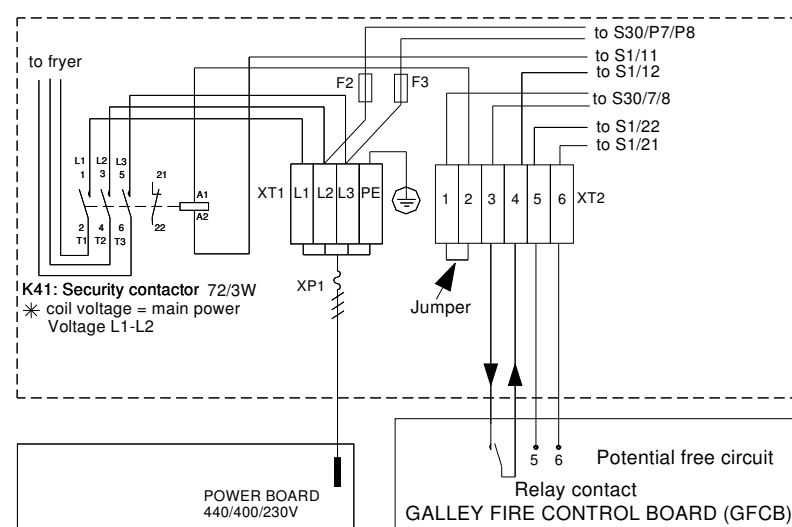 to S30/P7/P8
to S1/11
to S1/12
to fryer
F2
F3
to S30/7/8
to S1/22
to S1/21
L1 L2 L3
1 3 5 21
A1
A2
2 4 6 22
T1 T2 T3
XT1 L1 L2 L3 PE
1 2 3 4 5 6 XT2
K41: Security contactor 72/3W
✳ coil voltage = main power
Voltage L1-L2
XP1
Jumper
5 6 Potential free circuit
Relay contact
GALLEY FIRE CONTROL BOARD (GFCB)
POWER BOARD
440/400/230V